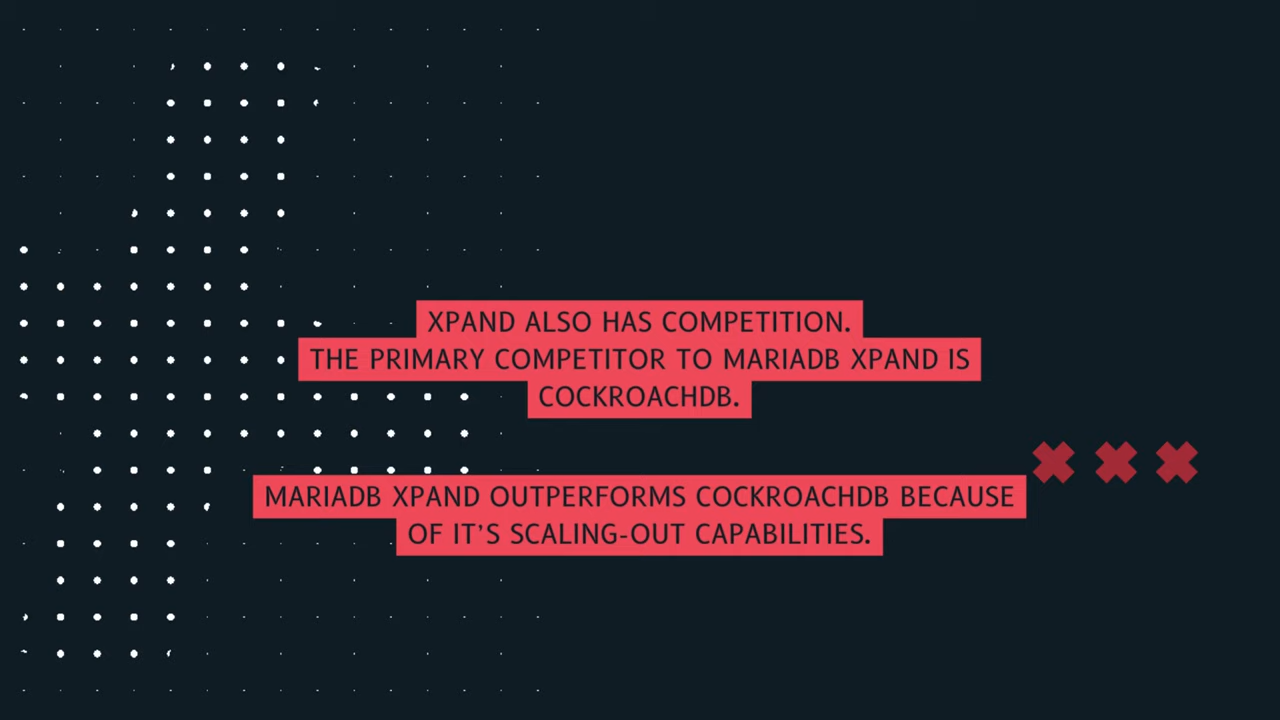 XPAND ALSO HAS COMPETITION.
THE PRIMARY COMPETITOR TO MARIADB XPAND IS
COCKROACHDB.
MARIADB XPAND OUTPERFORMS COCKROACHDB BECAUSE
OF IT’S SCALING-OUT CAPABILITIES.